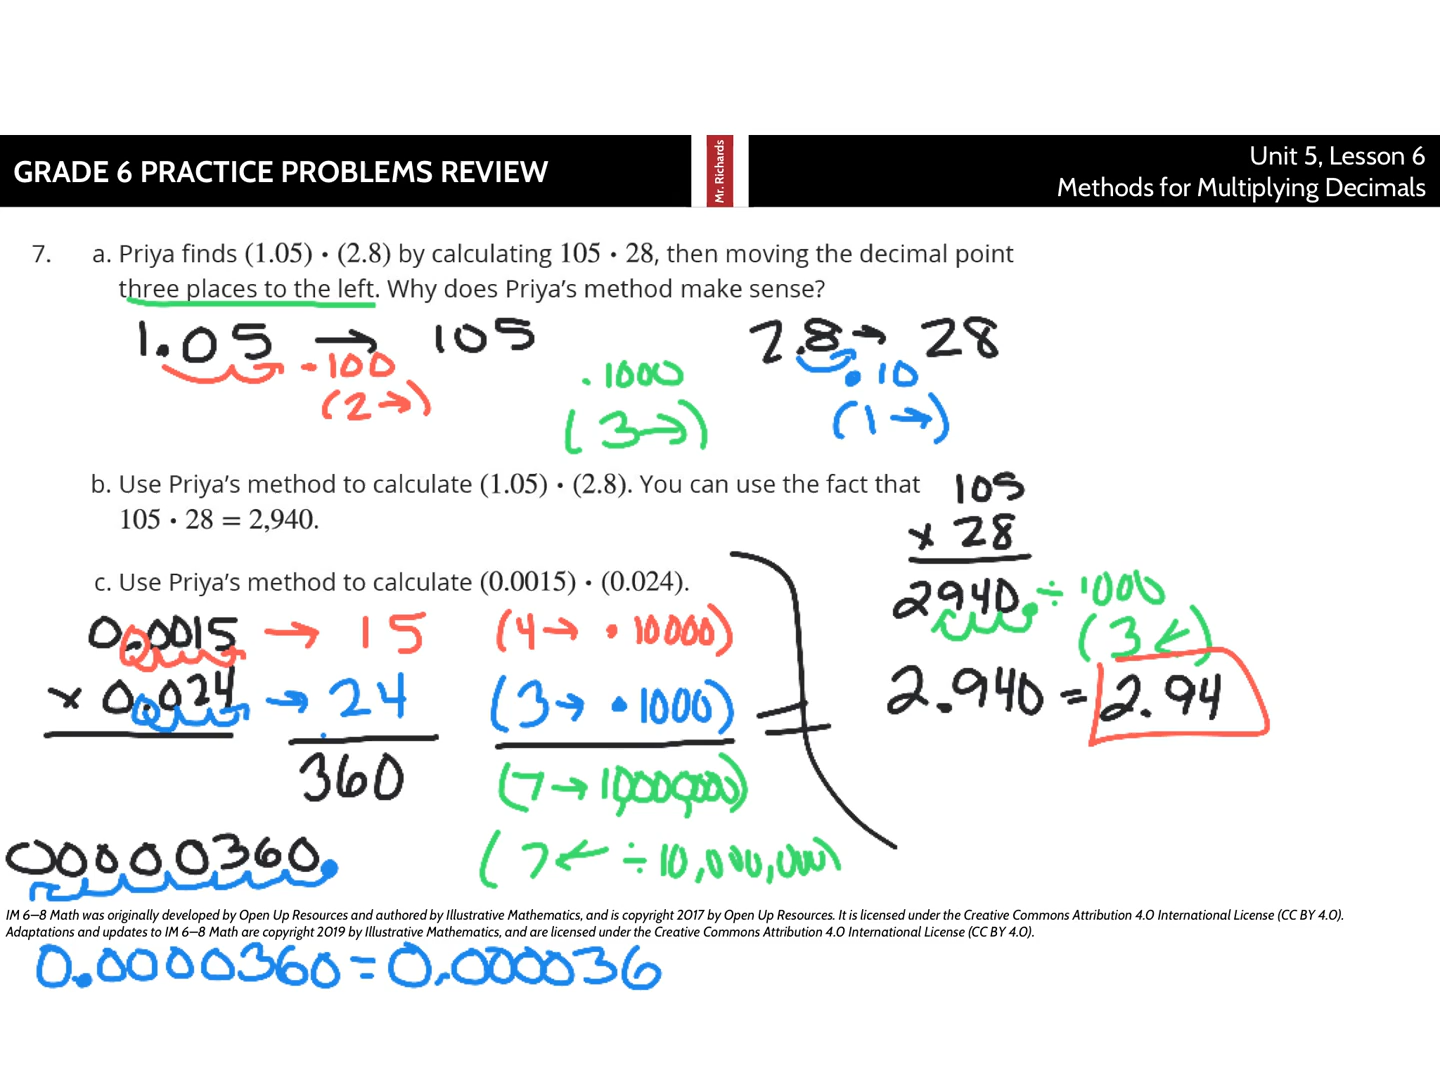 GRADE 6 PRACTICE PROBLEMS REVIEW
Mr. Richards
Unit 5, Lesson 6
Methods for Multiplying Decimals
7. a. Priya finds (1.05) · (2.8) by calculating 105 · 28, then moving the decimal point
three places to the left. Why does Priya's method make sense?
1.05 → 105
· 100
(2→)
· 1000
(3→)
2.8 → 28
· 10
(1→)
b. Use Priya's method to calculate (1.05) · (2.8). You can use the fact that
105 · 28 = 2,940.
105
x 28
2940. ÷ 1000
(3←)
2.940 = 2.94
c. Use Priya's method to calculate (0.0015) · (0.024).
0.0015 → 15 (4→ · 10000)
x 0.024 → 24 (3→ · 1000)
360 (7→ 10,000,000)
(7← ÷ 10,000,000)
00000360.
IM 6–8 Math was originally developed by Open Up Resources and authored by Illustrative Mathematics, and is copyright 2017 by Open Up Resources. It is licensed under the Creative Commons Attribution 4.0 International License (CC BY 4.0).
Adaptations and updates to IM 6–8 Math are copyright 2019 by Illustrative Mathematics, and are licensed under the Creative Commons Attribution 4.0 International License (CC BY 4.0).
0.0000360 = 0.000036